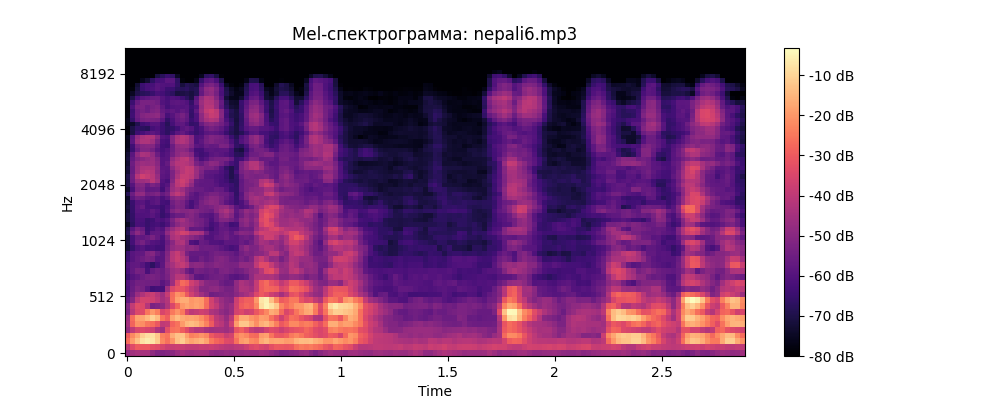 Mel-спектрограмма: nepali6.mp3
8192
4096
2048
1024
512
0
Hz
0 0.5 1 1.5 2 2.5
Time
-10 dB
-20 dB
-30 dB
-40 dB
-50 dB
-60 dB
-70 dB
-80 dB